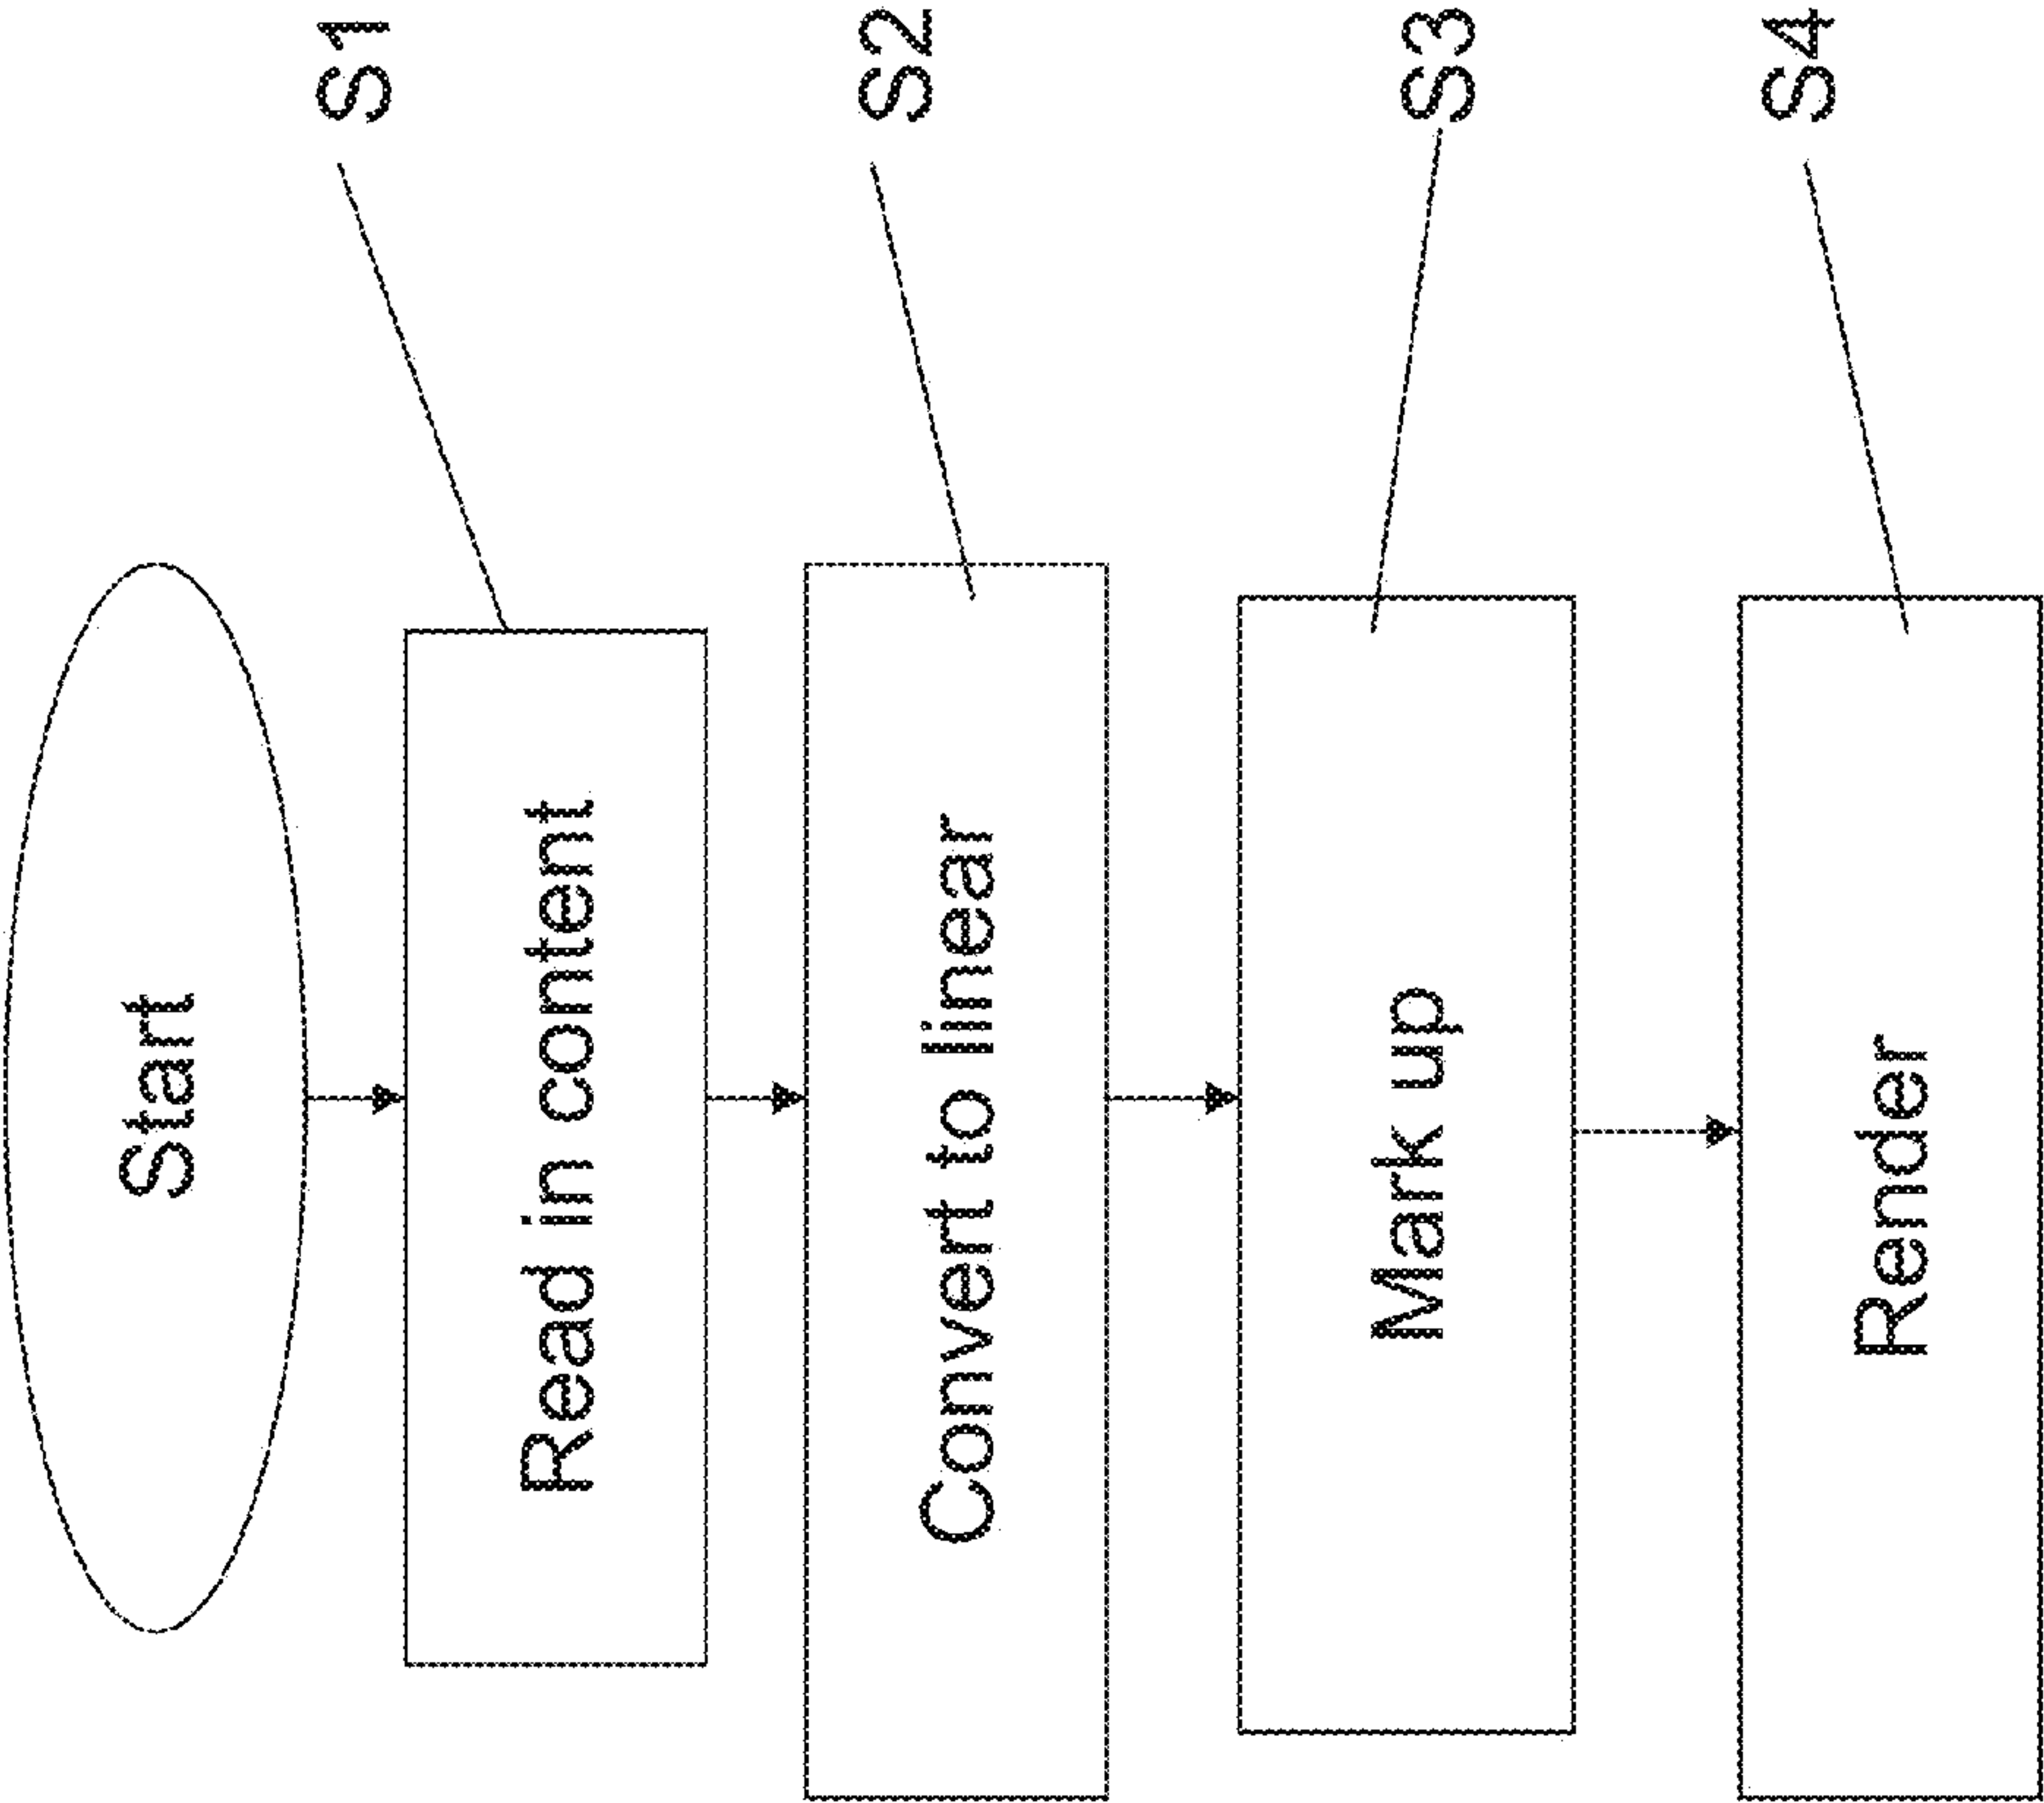 Start
Read in content
S1
Convert to linear
S2
Mark up
S3
Render
S4